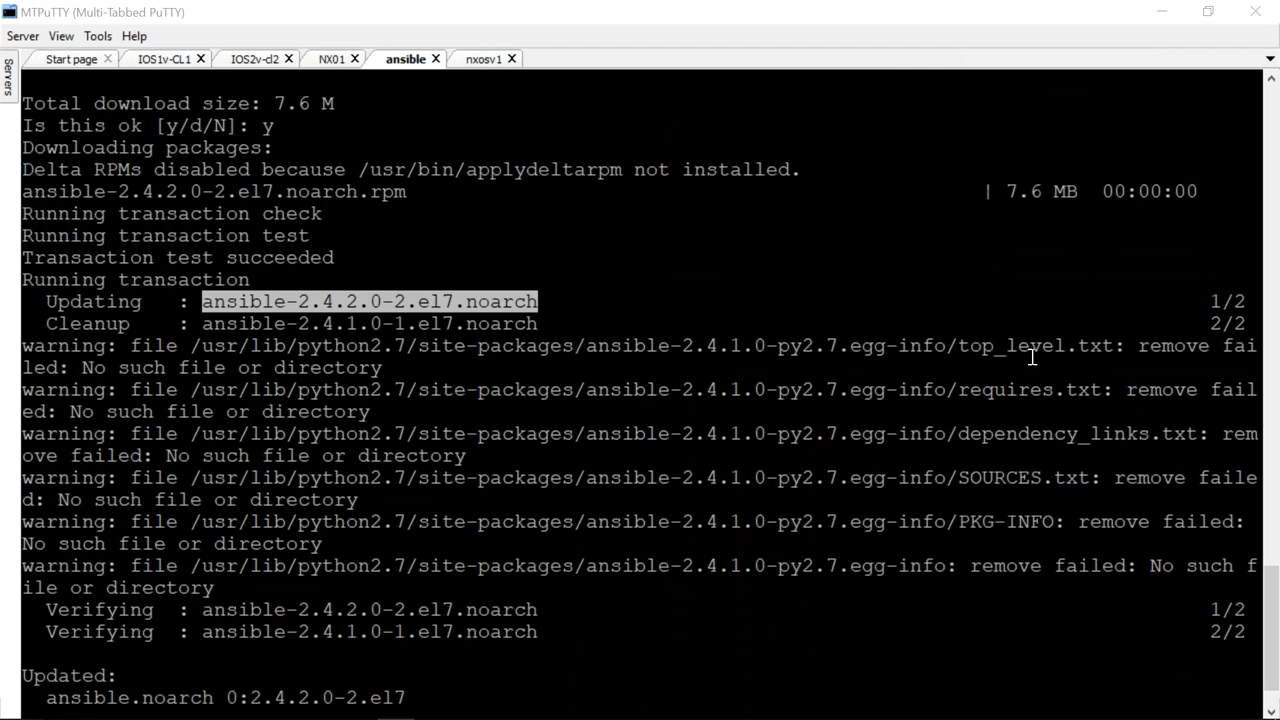 MTPuTTY (Multi-Tabbed PuTTY)
Server View Tools Help
Servers
Start page IOS1v-CL1 IOS2v-cl2 NX01 ansible nxosv1
Total download size: 7.6 M
Is this ok [y/d/N]: y
Downloading packages:
Delta RPMs disabled because /usr/bin/applydeltarpm not installed.
ansible-2.4.2.0-2.el7.noarch.rpm | 7.6 MB 00:00:00
Running transaction check
Running transaction test
Transaction test succeeded
Running transaction
Updating : ansible-2.4.2.0-2.el7.noarch 1/2
Cleanup : ansible-2.4.1.0-1.el7.noarch 2/2
warning: file /usr/lib/python2.7/site-packages/ansible-2.4.1.0-py2.7.egg-info/top_level.txt: remove fai
led: No such file or directory
warning: file /usr/lib/python2.7/site-packages/ansible-2.4.1.0-py2.7.egg-info/requires.txt: remove fail
ed: No such file or directory
warning: file /usr/lib/python2.7/site-packages/ansible-2.4.1.0-py2.7.egg-info/dependency_links.txt: rem
ove failed: No such file or directory
warning: file /usr/lib/python2.7/site-packages/ansible-2.4.1.0-py2.7.egg-info/SOURCES.txt: remove faile
d: No such file or directory
warning: file /usr/lib/python2.7/site-packages/ansible-2.4.1.0-py2.7.egg-info/PKG-INFO: remove failed:
No such file or directory
warning: file /usr/lib/python2.7/site-packages/ansible-2.4.1.0-py2.7.egg-info: remove failed: No such f
ile or directory
Verifying : ansible-2.4.2.0-2.el7.noarch 1/2
Verifying : ansible-2.4.1.0-1.el7.noarch 2/2
Updated:
ansible.noarch 0:2.4.2.0-2.el7